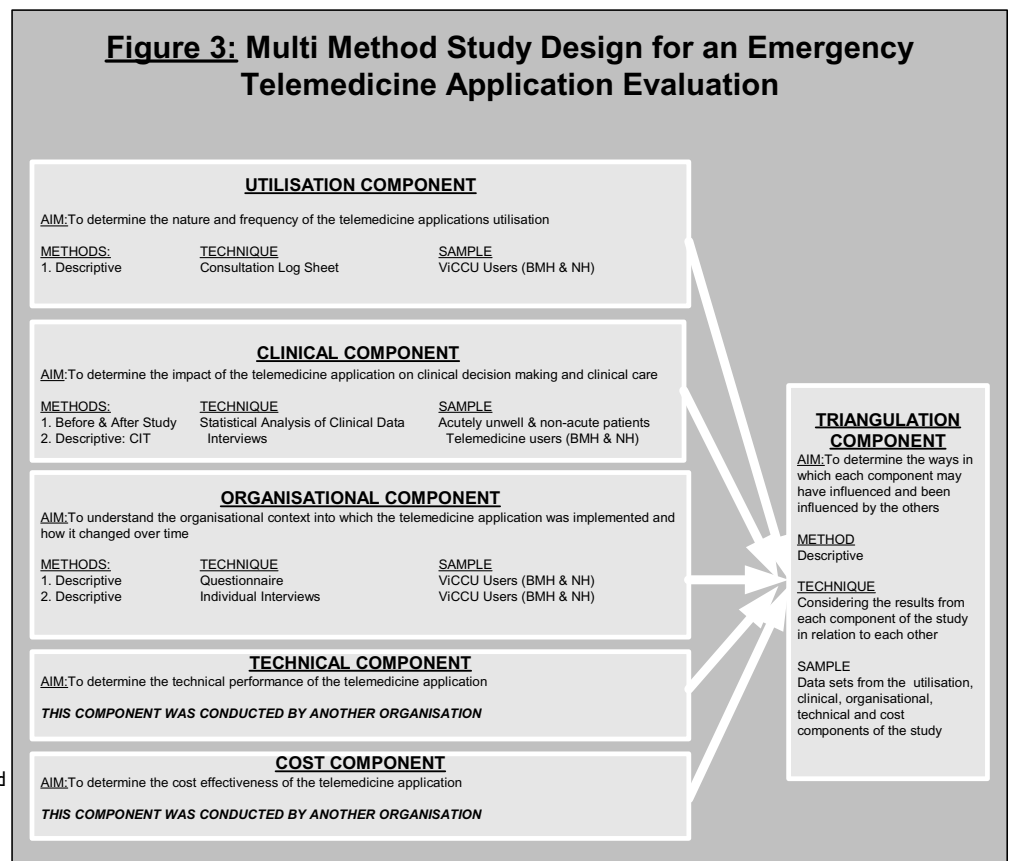 Figure 3: Multi Method Study Design for an Emergency
Telemedicine Application Evaluation
UTILISATION COMPONENT
AIM:To determine the nature and frequency of the telemedicine applications utilisation
METHODS: TECHNIQUE SAMPLE
1. Descriptive Consultation Log Sheet ViCCU Users (BMH & NH)
CLINICAL COMPONENT
AIM:To determine the impact of the telemedicine application on clinical decision making and clinical care
METHODS: TECHNIQUE SAMPLE
1. Before & After Study Statistical Analysis of Clinical Data Acutely unwell & non-acute patients
2. Descriptive: CIT Interviews Telemedicine users (BMH & NH)
ORGANISATIONAL COMPONENT
AIM:To understand the organisational context into which the telemedicine application was implemented and
how it changed over time
METHODS: TECHNIQUE SAMPLE
1. Descriptive Questionnaire ViCCU Users (BMH & NH)
2. Descriptive Individual Interviews ViCCU Users (BMH & NH)
TECHNICAL COMPONENT
AIM:To determine the technical performance of the telemedicine application
THIS COMPONENT WAS CONDUCTED BY ANOTHER ORGANISATION
COST COMPONENT
AIM:To determine the cost effectiveness of the telemedicine application
THIS COMPONENT WAS CONDUCTED BY ANOTHER ORGANISATION
TRIANGULATION
COMPONENT
AIM:To determine the ways in
which each component may
have influenced and been
influenced by the others
METHOD
Descriptive
TECHNIQUE
Considering the results from
each component of the study
in relation to each other
SAMPLE
Data sets from the utilisation,
clinical, organisational,
technical and cost
components of the study